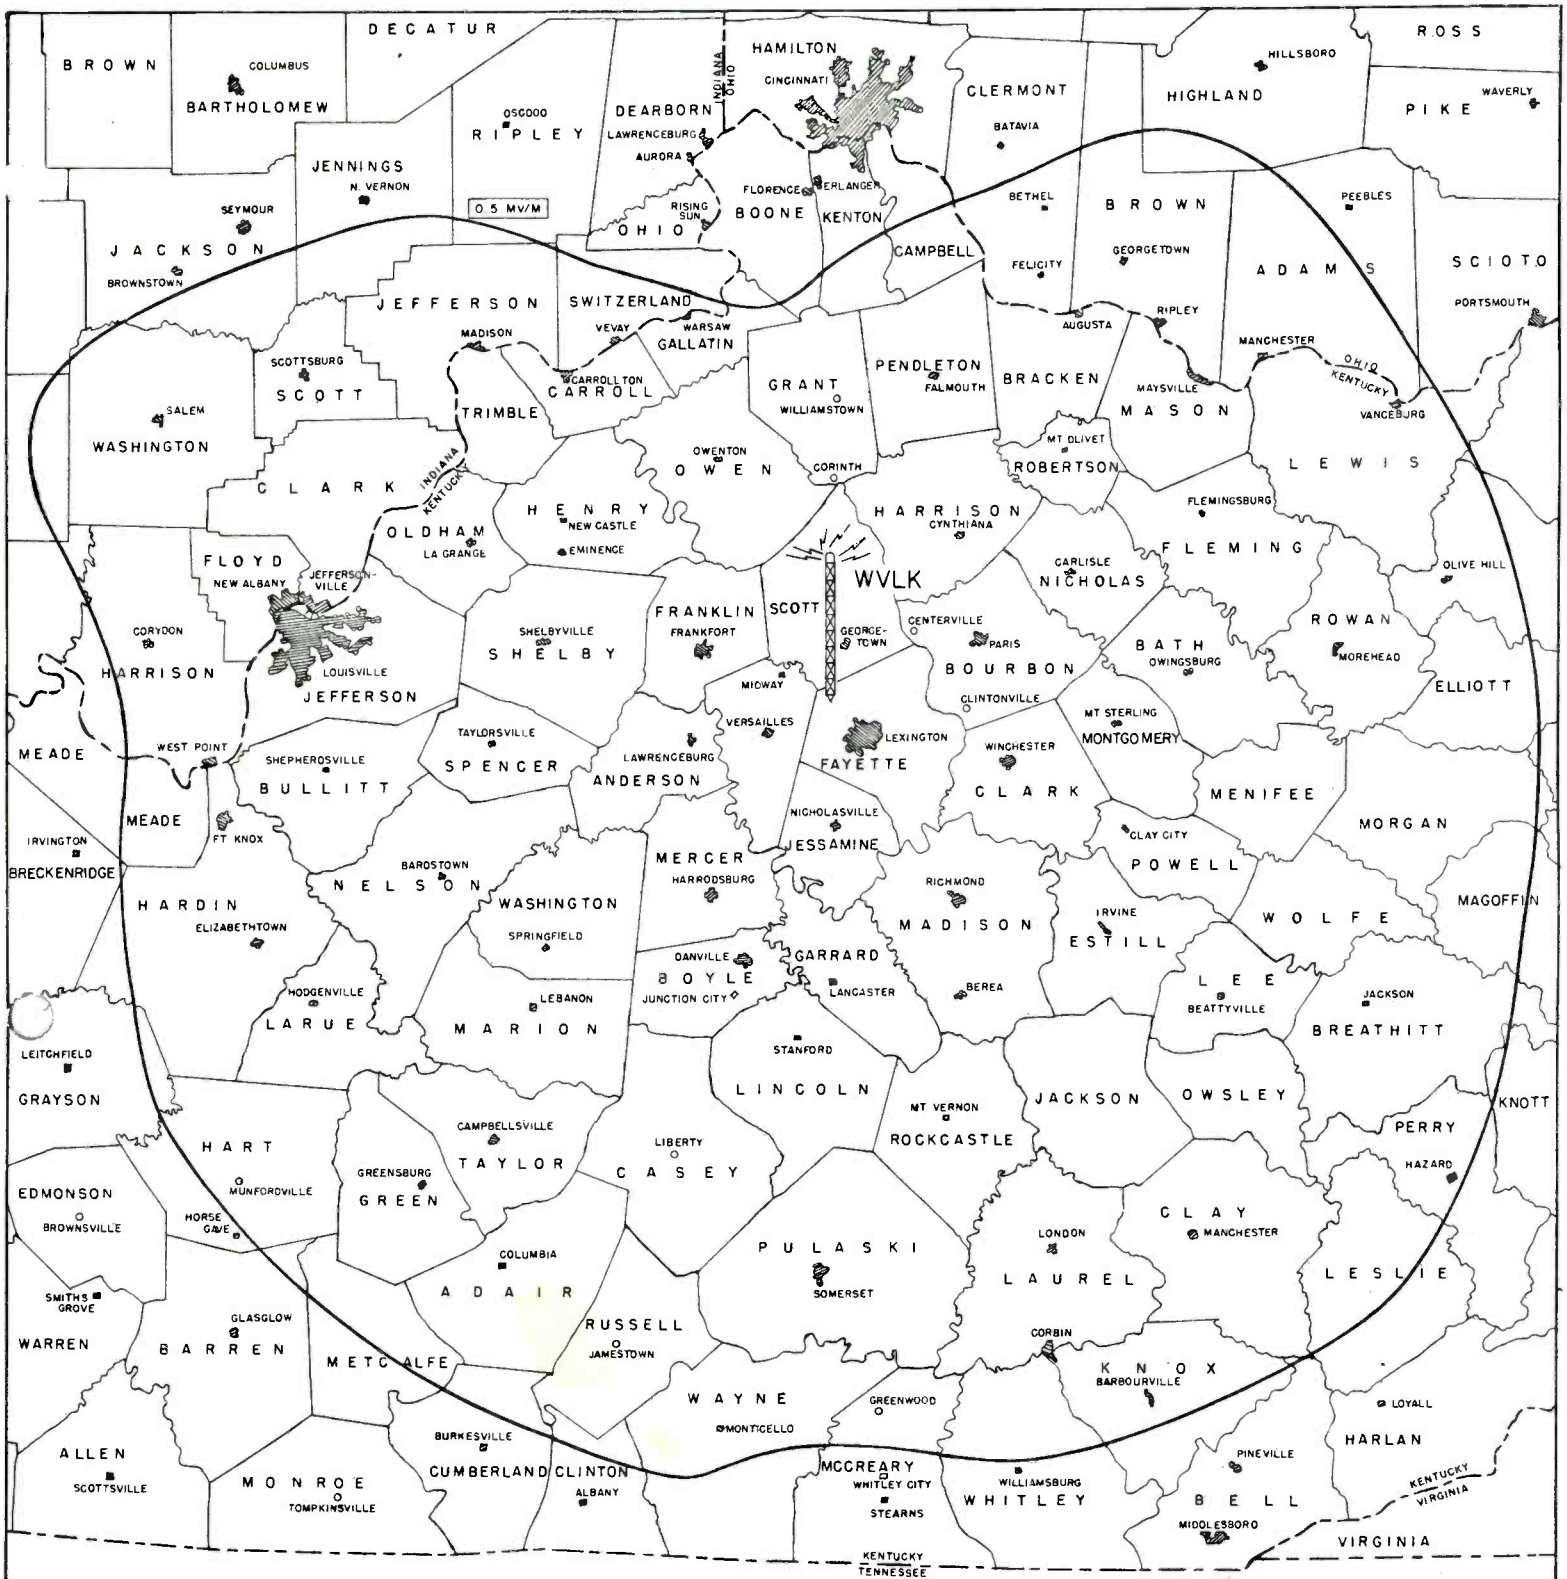 DECATUR
ROSS
HAMILTON
HILLSBORO
BROWN
COLUMBUS
INDIANA
OHIO
CINCINNATI
CLERMONT
HIGHLAND
WAVERLY
BARTHOLOMEW
OSGOOD
DEARBORN
PIKE
RIPLEY
LAWRENCEBURG
BATAVIA
AURORA
JENNINGS
N. VERNON
FLORENCE
ERLANGER
BETHEL
BROWN
PEEBLES
SEYMOUR
0.5 MV/M
RISING
SUN
BOONE
KENTON
OHIO
JACKSON
CAMPBELL
GEORGETOWN
BROWNSTOWN
FELICITY
ADAMS
SCIOTO
JEFFERSON
SWITZERLAND
PORTSMOUTH
MADISON
VEVAY
WARSAW
AUGUSTA
RIPLEY
GALLATIN
MANCHESTER
SCOTTSBURG
CARROLLTON
PENDLETON
OHIO
KENTUCKY
SCOTT
CARROLL
GRANT
FALMOUTH
BRACKEN
MAYSVILLE
SALEM
TRIMBLE
WILLIAMSTOWN
MASON
VANCEBURG
WASHINGTON
OWENTON
MT OLIVET
INDIANA
KENTUCKY
OWEN
CORINTH
ROBERTSON
LEWIS
CLARK
HENRY
HARRISON
FLEMINGSBURG
NEW CASTLE
CYNTHIANA
OLDHAM
LA GRANGE
EMINENCE
FLEMING
FLOYD
CARLISLE
OLIVE HILL
NEW ALBANY
JEFFERSON-
VILLE
WVLK
NICHOLAS
FRANKLIN
SCOTT
CENTERVILLE
ROWAN
CORYDON
SHELBYVILLE
FRANKFORT
GEORGE-
TOWN
PARIS
BATH
SHELBY
OWINGSBURG
MOREHEAD
HARRISON
LOUISVILLE
MIDWAY
BOURBON
ELLIOTT
JEFFERSON
CLINTONVILLE
MT STERLING
WEST POINT
TAYLORSVILLE
VERSAILLES
LEXINGTON
MONTGOMERY
MEADE
SHEPHERDSVILLE
SPENCER
LAWRENCEBURG
FAYETTE
WINCHESTER
BULLITT
ANDERSON
CLARK
MENIFEE
MEADE
NICHOLASVILLE
MORGAN
IRVINGTON
FT KNOX
JESSAMINE
CLAY CITY
BRECKENRIDGE
BARDSTOWN
MERCER
POWELL
NELSON
HARRODSBURG
RICHMOND
HARDIN
WASHINGTON
MAGOFFIN
ELIZABETHTOWN
SPRINGFIELD
MADISON
IRVINE
WOLFE
DANVILLE
GARRARD
ESTILL
BOYLE
LEE
HODGENVILLE
LEBANON
JUNCTION CITY
LANCASTER
BEREA
BEATTYVILLE
JACKSON
LARUE
MARION
BREATHITT
LEITCHFIELD
STANFORD
GRAYSON
LINCOLN
MT VERNON
JACKSON
OWSLEY
KNOTT
CAMPBELLSVILLE
ROCKCASTLE
PERRY
HART
LIBERTY
TAYLOR
CASEY
HAZARD
GREENSBURG
EDMONSON
MUNFORDVILLE
GREEN
BROWNSVILLE
HORSE
CAVE
CLAY
LONDON
MANCHESTER
COLUMBIA
PULASKI
SMITHS
GROVE
ADAIR
SOMERSET
LAUREL
LESLIE
GLASGLOW
RUSSELL
WARREN
BARREN
JAMESTOWN
CORBIN
METCALFE
KNOX
BARBOURVILLE
WAYNE
GREENWOOD
LOYALL
MONTICELLO
BURKESVILLE
HARLAN
ALLEN
PINEVILLE
SCOTTSVILLE
MONROE
CUMBERLAND
CLINTON
MCCREARY
WHITLEY CITY
WILLIAMSBURG
KENTUCKY
VIRGINIA
TOMPKINSVILLE
ALBANY
STEARNS
WHITLEY
BELL
MIDDLESBORO
VIRGINIA
KENTUCKY
TENNESSEE